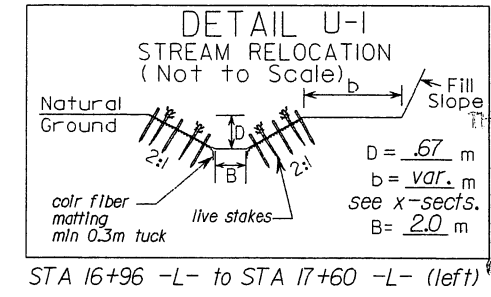 DETAIL U-1
STREAM RELOCATION
(Not to Scale)
b
Fill
Slope
Natural
Ground
D
2:1
B
2:1
D = .67 m
b = var. m
see x-sects.
B= 2.0 m
coir fiber
matting
min 0.3m tuck
live stakes
STA 16+96 -L- to STA 17+60 -L- (left)